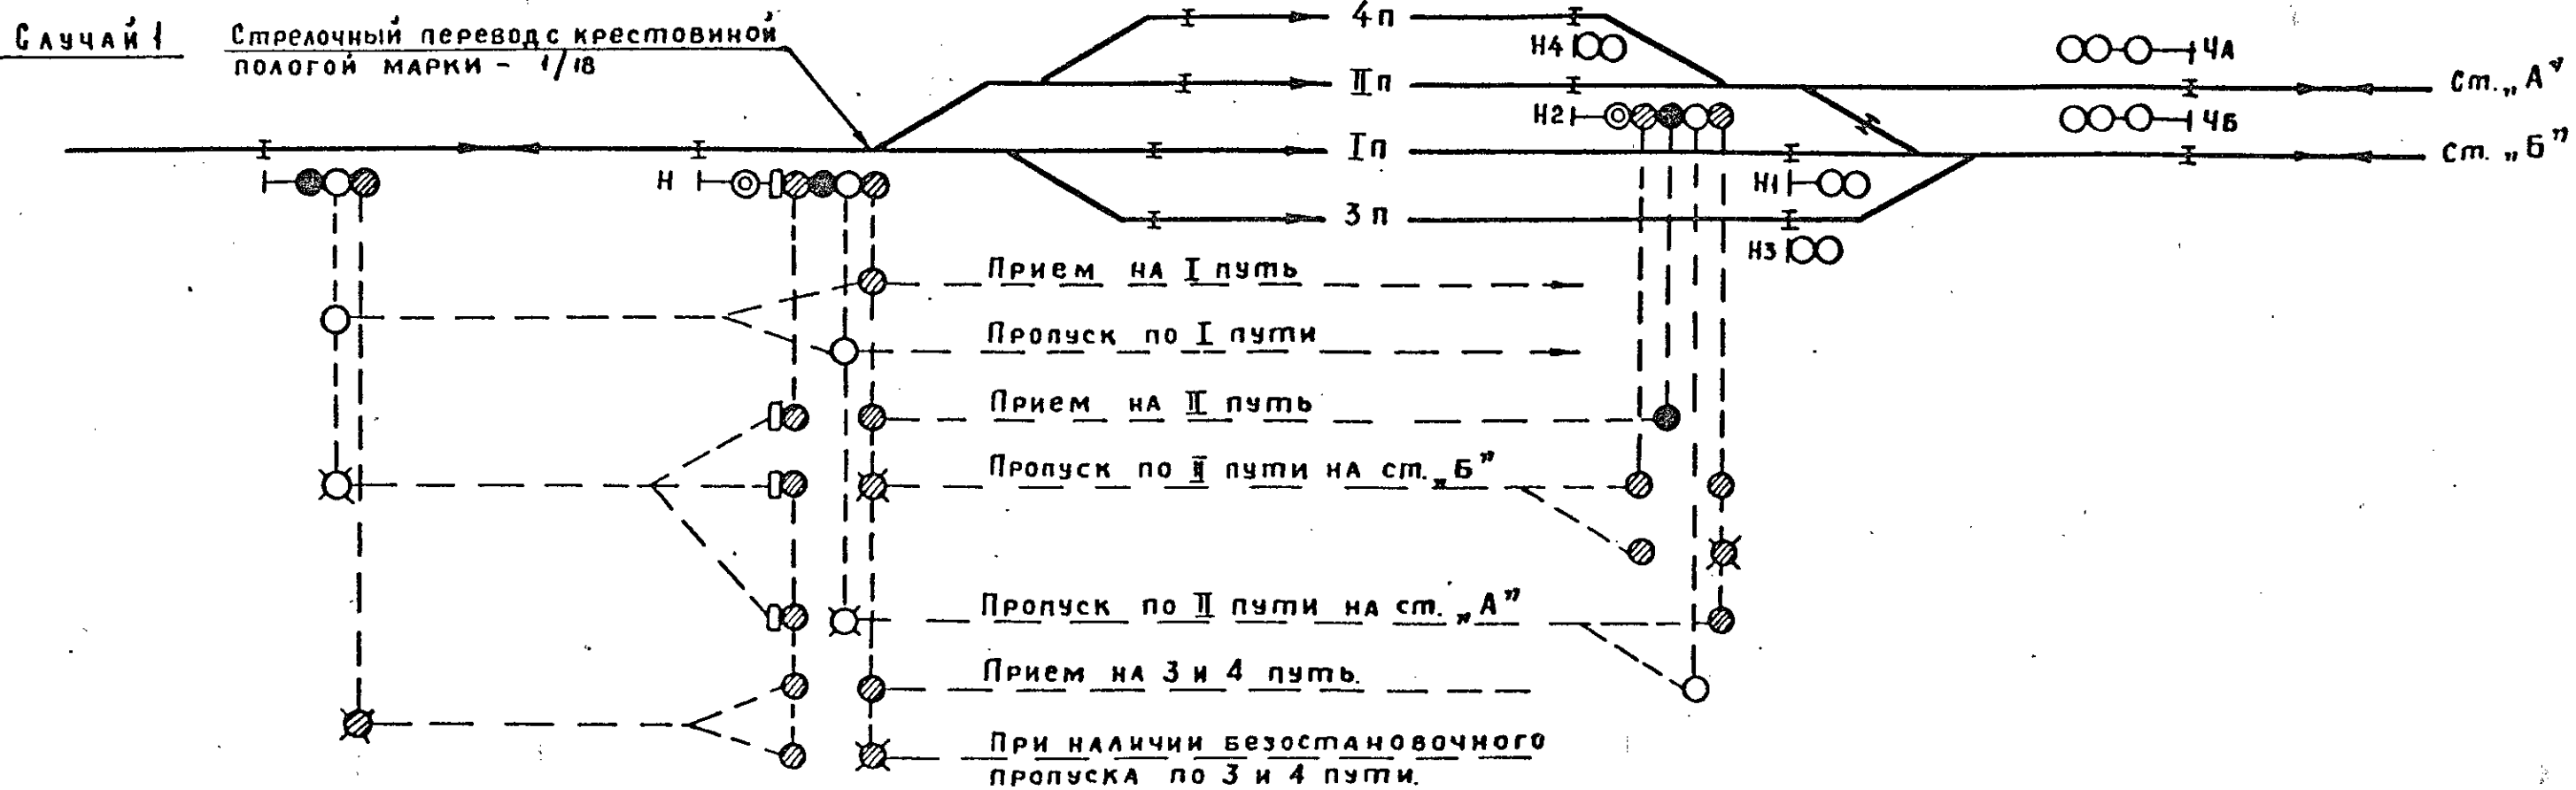 Случай 1
Стрелочный перевод с крестовиной
пологой марки - 1/18
4п
Н4
ЧА
IIп
Ст. „А"
Н2
ЧБ
Iп
Ст. „Б"
Н
Н1
3п
Н3
Прием на I путь
Пропуск по I пути
Прием на II путь
Пропуск по II пути на ст. „Б"
Пропуск по II пути на ст. „А"
Прием на 3 и 4 путь.
При наличии безостановочного
пропуска по 3 и 4 пути.